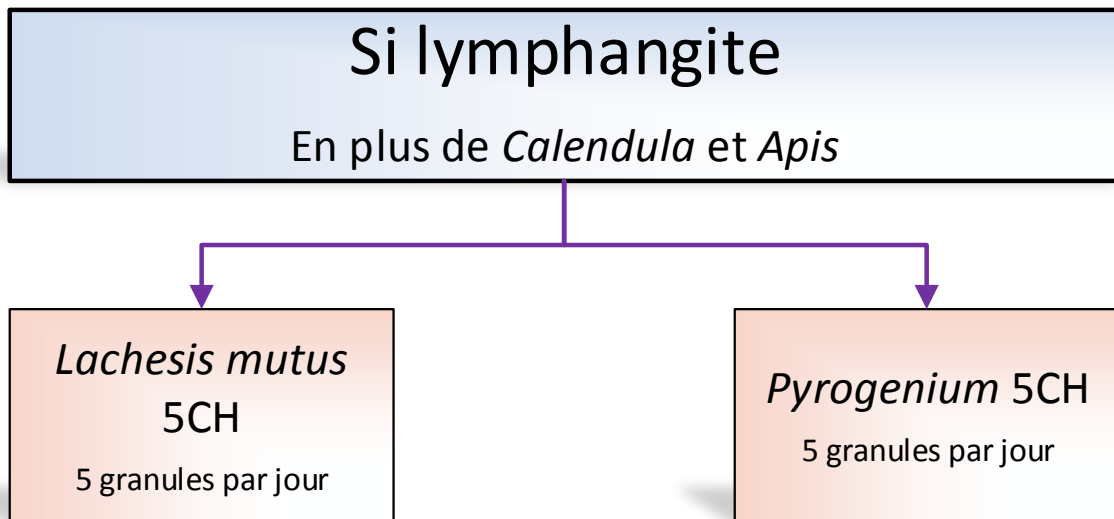 Si lymphangite
En plus de Calendula et Apis
Lachesis mutus
5CH
5 granules par jour
Pyrogenium 5CH
5 granules par jour